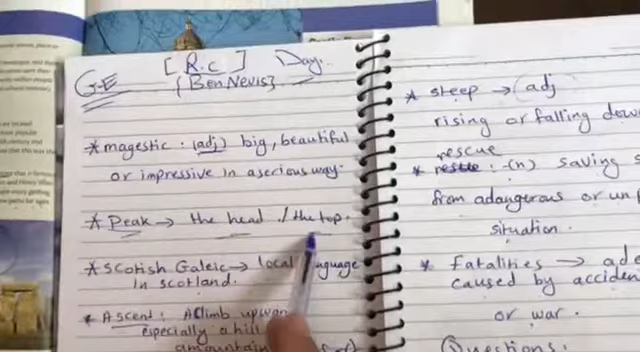 [R.c] Day..
G.E {Ben Nevis}
* magestic : (adj) big, beautiful
or impressive in a serious way.
* Peak → the head / the top.
* Scotish Galeic → local
in scotland.
* Ascent : A climb
especially a hill
* steep → adj
rising or falling
rescue
* (n) saving
from a dangerous or
situation.
* Fatalities →
caused by
or war.
Questions: